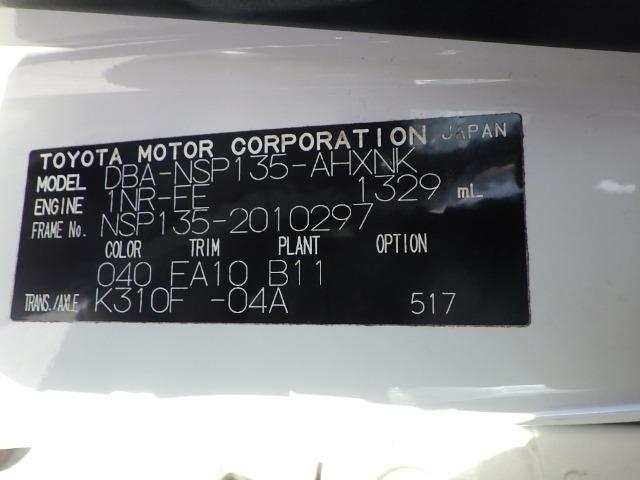 TOYOTA MOTOR CORPORATION JAPAN
MODEL DBA-NSP135-AHXNK
ENGINE 1NR-FE 1329 mL
FRAME No. NSP135-2010297
COLOR TRIM PLANT OPTION
040 FA10 B11
TRANS./AXLE K310F -04A 517